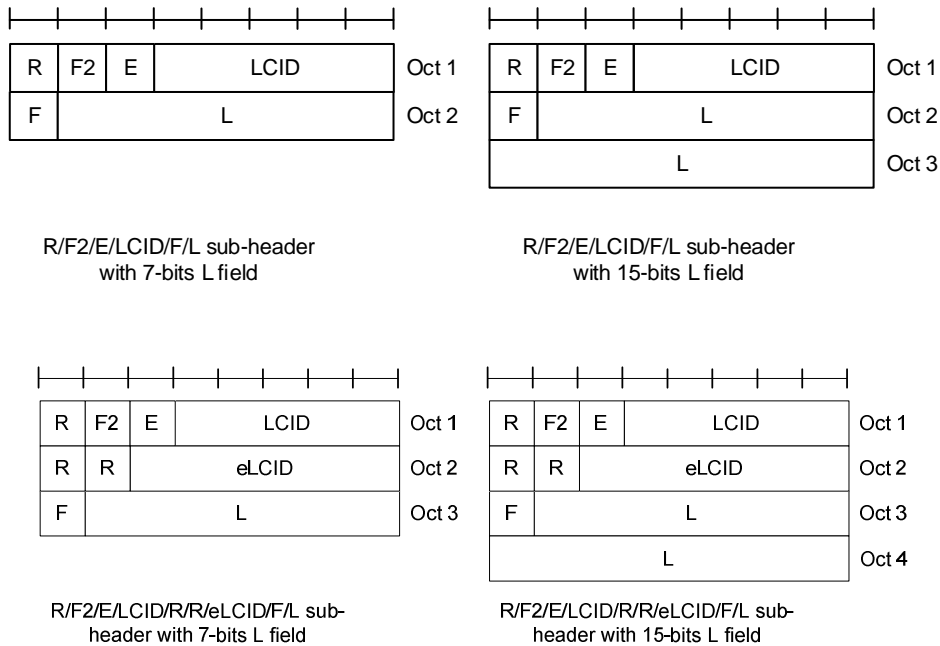 R F2 E LCID Oct 1
F L Oct 2
R/F2/E/LCID/F/L sub-header
with 7-bits L field
R F2 E LCID Oct 1
F L Oct 2
L Oct 3
R/F2/E/LCID/F/L sub-header
with 15-bits L field
R F2 E LCID Oct 1
R R eLCID Oct 2
F L Oct 3
R/F2/E/LCID/R/R/eLCID/F/L sub-
header with 7-bits L field
R F2 E LCID Oct 1
R R eLCID Oct 2
F L Oct 3
L Oct 4
R/F2/E/LCID/R/R/eLCID/F/L sub-
header with 15-bits L field